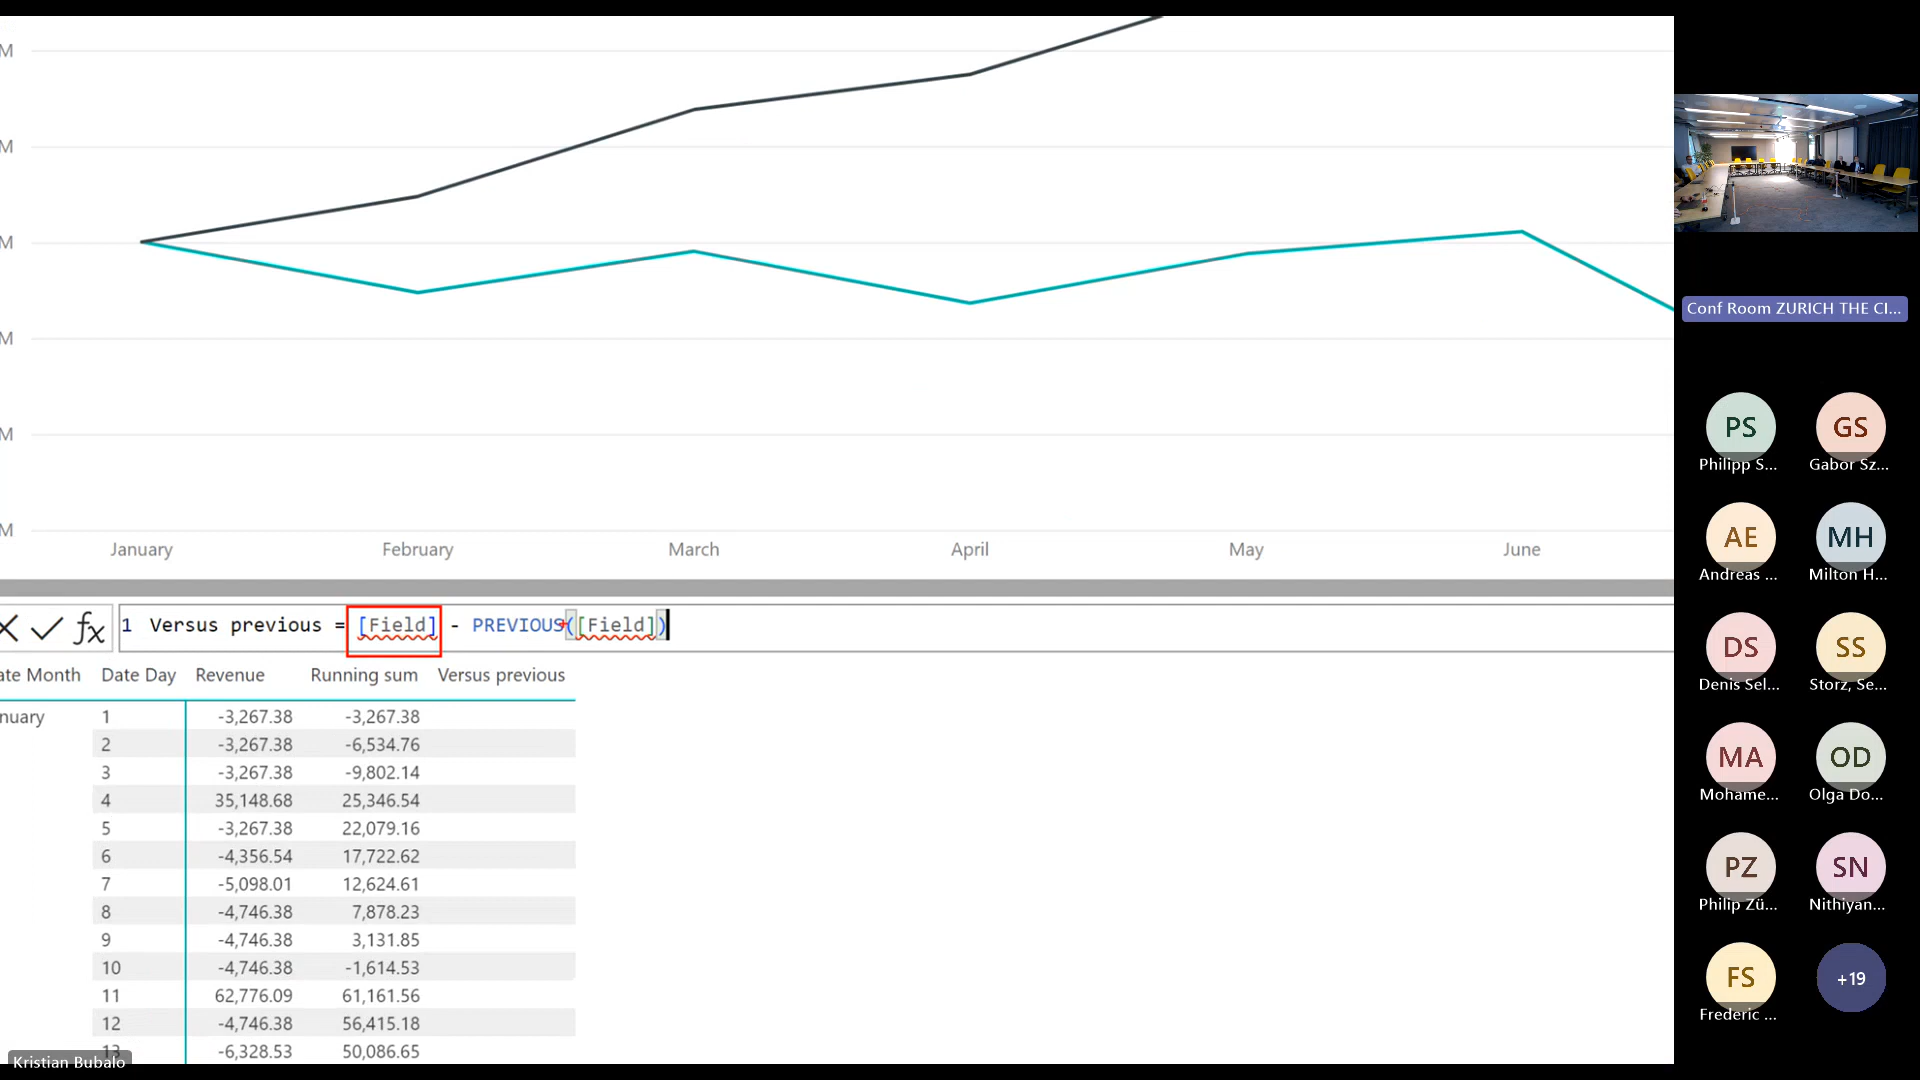 M
M
M
M
M
M
January February March April May June
fx 1 Versus previous = [Field] - PREVIOUS([Field])
ate Month Date Day Revenue Running sum Versus previous
nuary 1 -3,267.38 -3,267.38
2 -3,267.38 -6,534.76
3 -3,267.38 -9,802.14
4 35,148.68 25,346.54
5 -3,267.38 22,079.16
6 -4,356.54 17,722.62
7 -5,098.01 12,624.61
8 -4,746.38 7,878.23
9 -4,746.38 3,131.85
10 -4,746.38 -1,614.53
11 62,776.09 61,161.56
12 -4,746.38 56,415.18
13 -6,328.53 50,086.65
Kristian Bubalo
Conf Room ZURICH THE CI...
PS GS
Philipp S... Gabor Sz...
AE MH
Andreas ... Milton H...
DS SS
Denis Sel... Storz, Se...
MA OD
Mohame... Olga Do...
PZ SN
Philip Zü... Nithiyan...
FS +19
Frederic ...